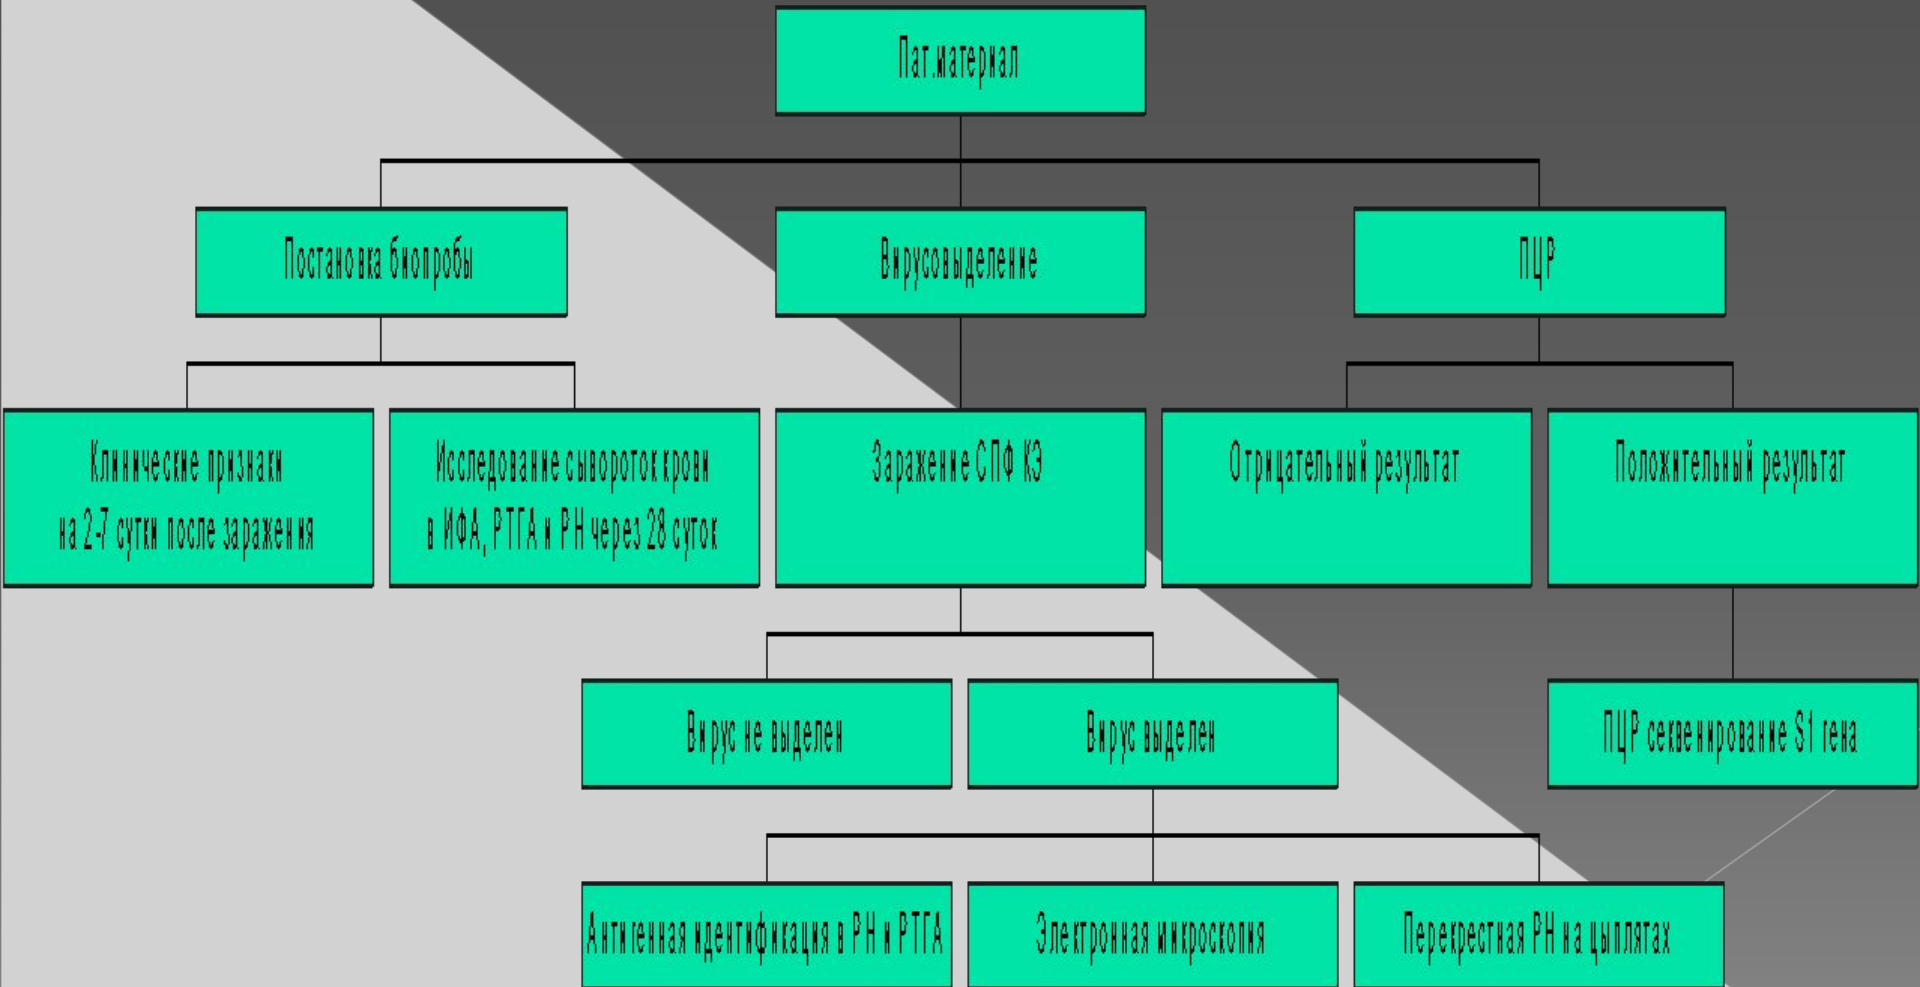 Пат.материал
Постановка биопробы
Вирусовыделение
ПЦР
Клинические признаки
на 2-7 сутки после заражения
Исследование сывороток крови
в ИФА, РТГА и РН через 28 суток
Заражение СПФ КЭ
Отрицательный результат
Положительный результат
Вирус не выделен
Вирус выделен
ПЦР секвенирование S1 гена
Антигенная идентификация в РН и РТГА
Электронная микроскопия
Перекрестная РН на цыплятах